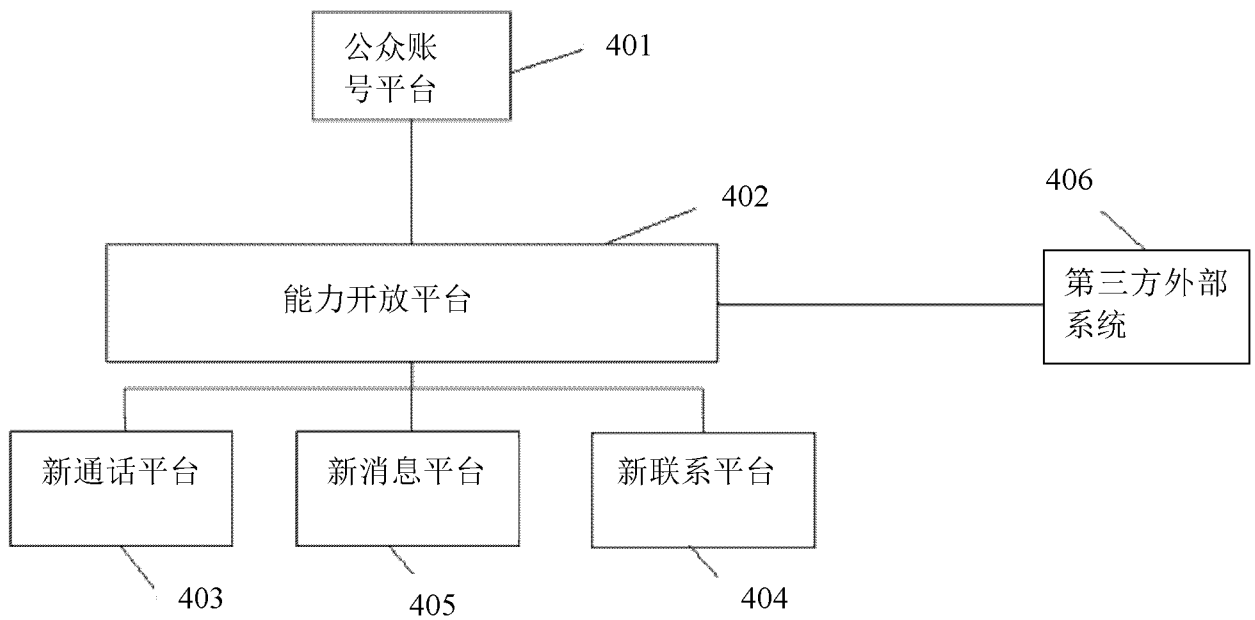 公众账
号平台
401
402
406
能力开放平台
第三方外部
系统
新通话平台
新消息平台
新联系平台
403
405
404